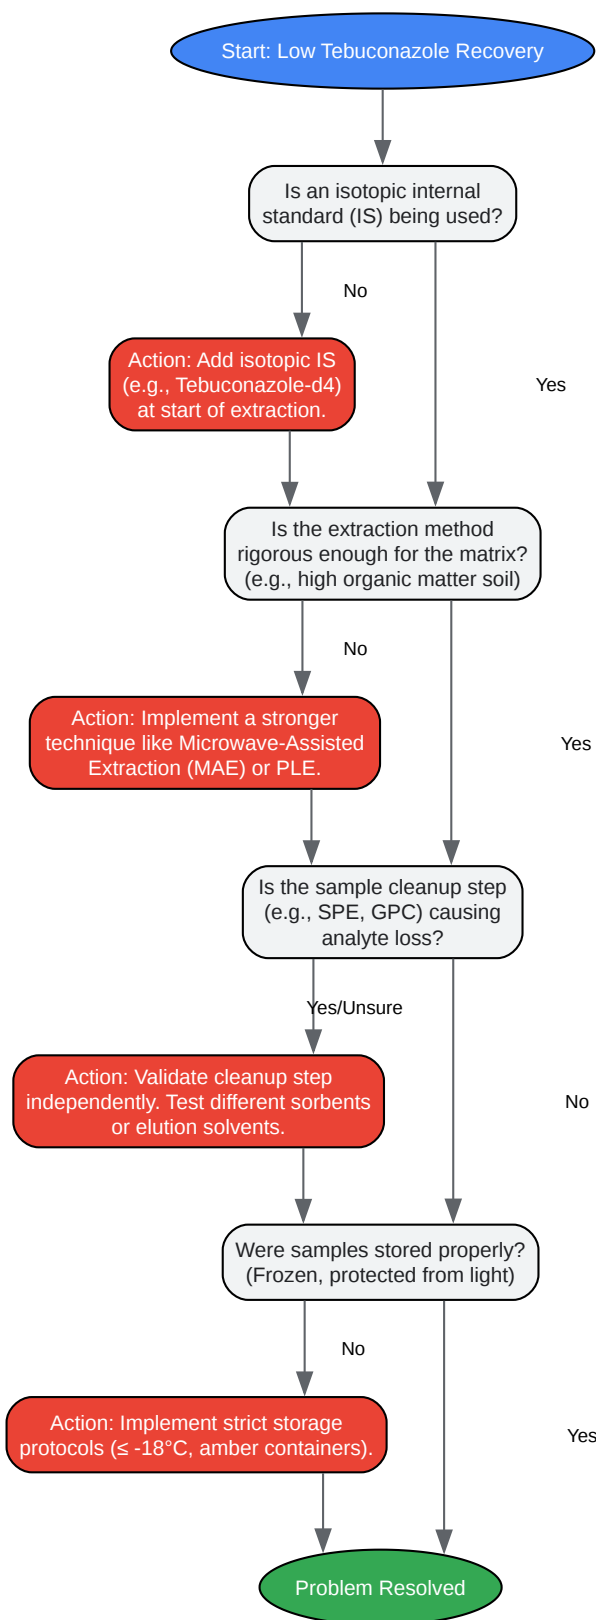 Start: Low Tebuconazole Recovery
Is an isotopic internal
standard (IS) being used?
No
Action: Add isotopic IS
(e.g., Tebuconazole-d4)
at start of extraction.
Yes
Is the extraction method
rigorous enough for the matrix?
(e.g., high organic matter soil)
No
Action: Implement a stronger
technique like Microwave-Assisted
Extraction (MAE) or PLE.
Yes
Is the sample cleanup step
(e.g., SPE, GPC) causing
analyte loss?
Yes/Unsure
Action: Validate cleanup step
independently. Test different sorbents
or elution solvents.
No
Were samples stored properly?
(Frozen, protected from light)
No
Action: Implement strict storage
protocols (≤ -18°C, amber containers).
Yes
Problem Resolved